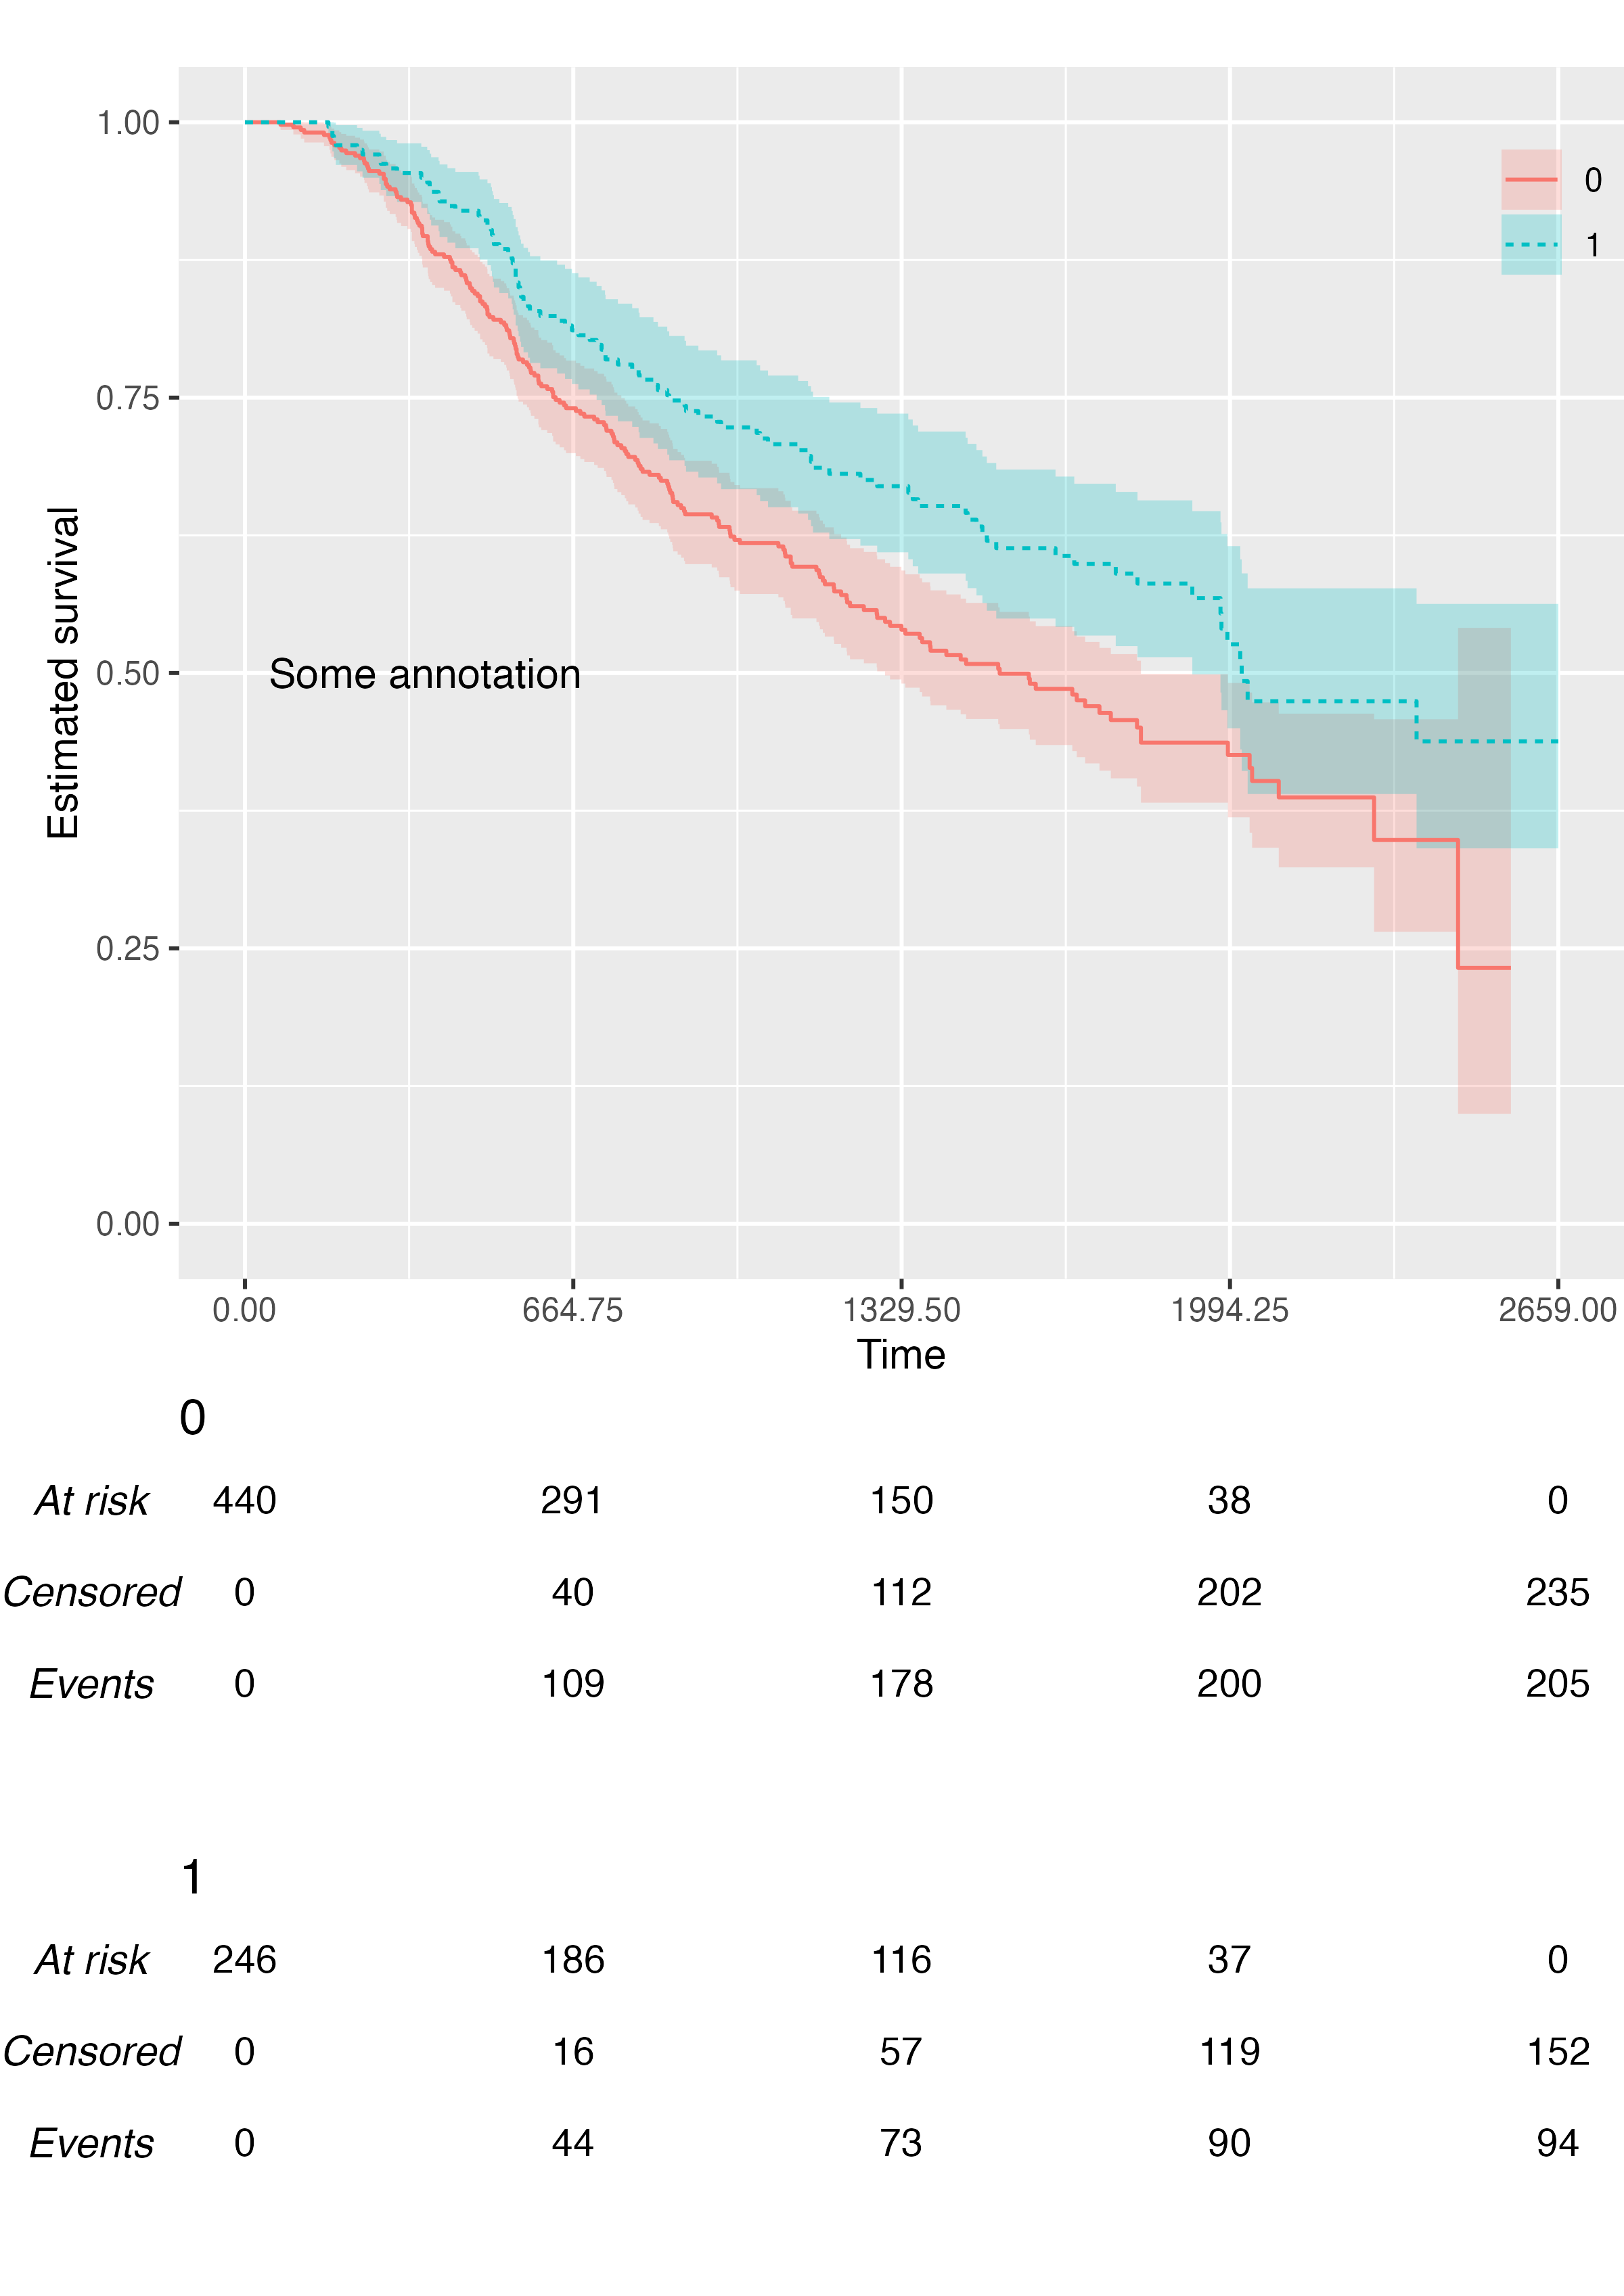 1.00
0.75
0.50
0.25
0.00
Estimated survival
0
1
Some annotation
0.00 664.75 1329.50 1994.25 2659.00
Time
0
At risk 440 291 150 38 0
Censored 0 40 112 202 235
Events 0 109 178 200 205
1
At risk 246 186 116 37 0
Censored 0 16 57 119 152
Events 0 44 73 90 94